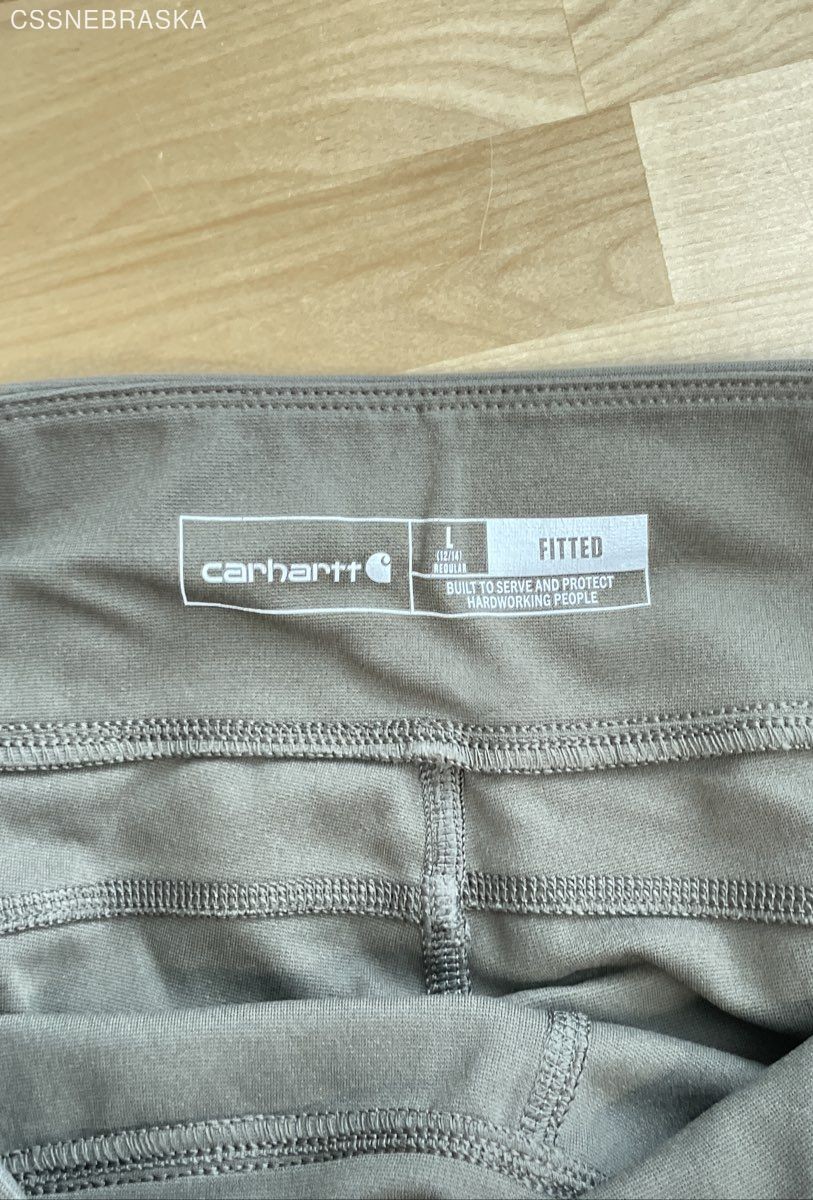 CSSNEBRASKA
carhartt
L
(12/14)
REGULAR
FITTED
BUILT TO SERVE AND PROTECT
HARDWORKING PEOPLE